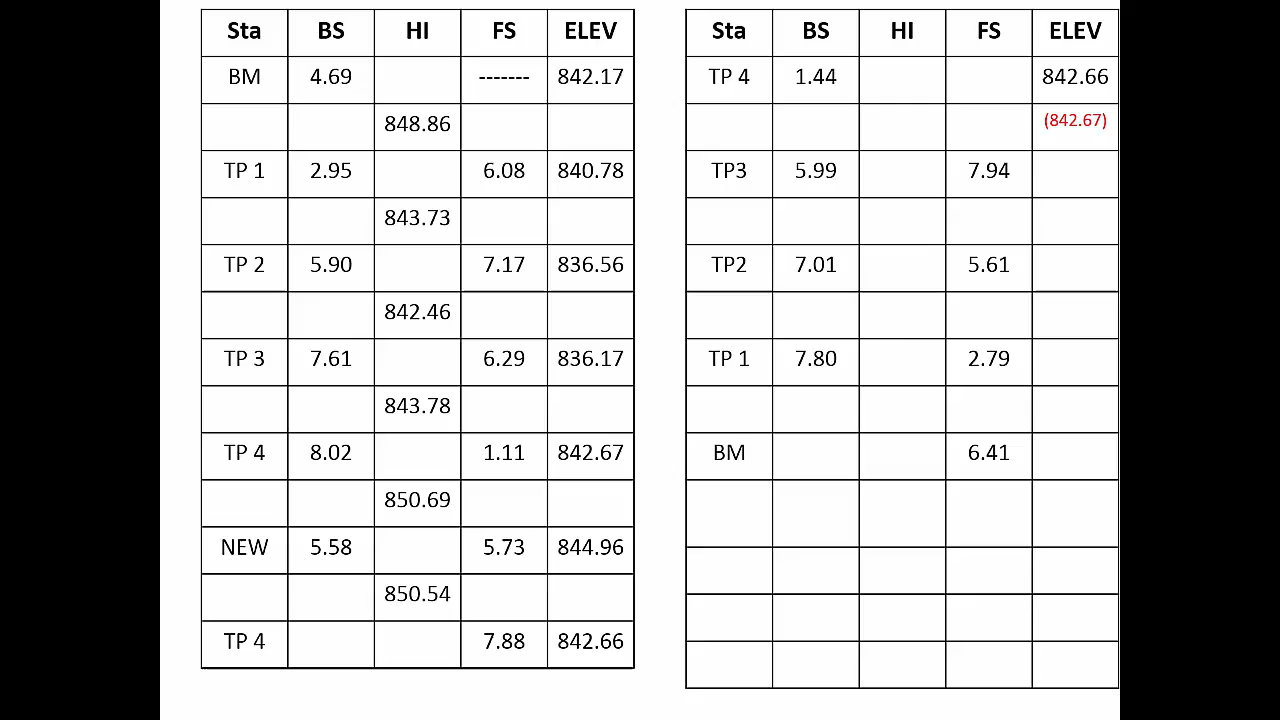 Sta BS HI FS ELEV
BM 4.69 ------- 842.17
848.86
TP 1 2.95 6.08 840.78
843.73
TP 2 5.90 7.17 836.56
842.46
TP 3 7.61 6.29 836.17
843.78
TP 4 8.02 1.11 842.67
850.69
NEW 5.58 5.73 844.96
850.54
TP 4 7.88 842.66
Sta BS HI FS ELEV
TP 4 1.44 842.66
(842.67)
TP3 5.99 7.94
TP2 7.01 5.61
TP 1 7.80 2.79
BM 6.41